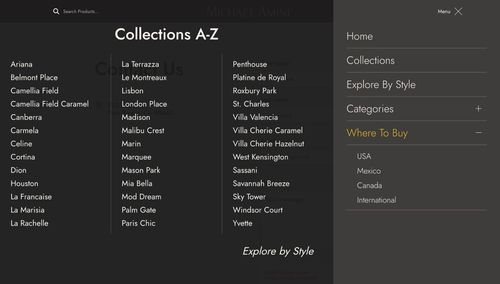 Search Products...
MICHAEL AMINI
Menu
Collections A-Z
Ariana
Belmont Place
Camellia Field
Camellia Field Caramel
Canberra
Carmela
Celine
Cortina
Dion
Houston
La Francaise
La Marisia
La Rachelle
La Terrazza
Le Montreaux
Lisbon
London Place
Madison
Malibu Crest
Marin
Marquee
Mason Park
Mia Bella
Mod Dream
Palm Gate
Paris Chic
Penthouse
Platine de Royal
Roxbury Park
St. Charles
Villa Valencia
Villa Cherie Caramel
Villa Cherie Hazelnut
West Kensington
Sassani
Savannah Breeze
Sky Tower
Windsor Court
Yvette
Explore by Style
Home
Collections
Explore By Style
Categories +
Where To Buy −
USA
Mexico
Canada
International